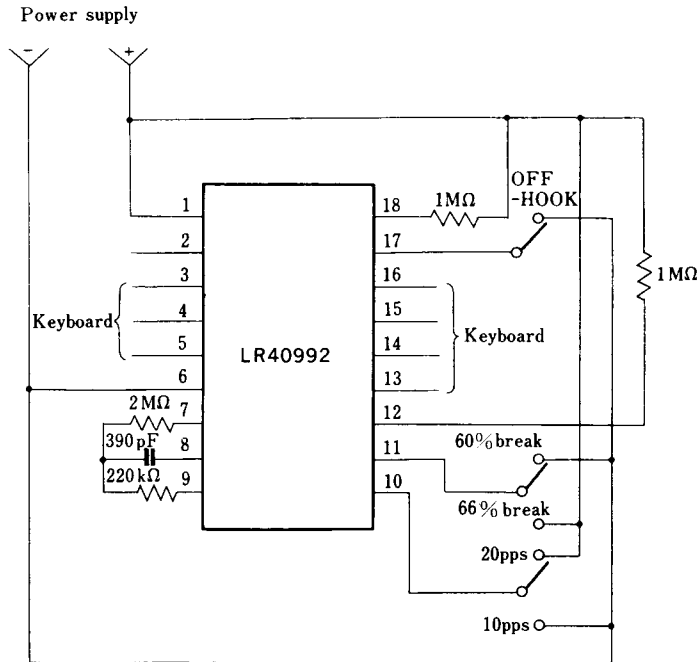 Power supply
−
+
1
2
3
4
5
6
7
8
9
Keyboard
2MΩ
390pF
220kΩ
LR40992
18
17
16
15
14
13
12
11
10
1MΩ
OFF
-HOOK
1MΩ
Keyboard
60% break
66% break
20pps
10pps